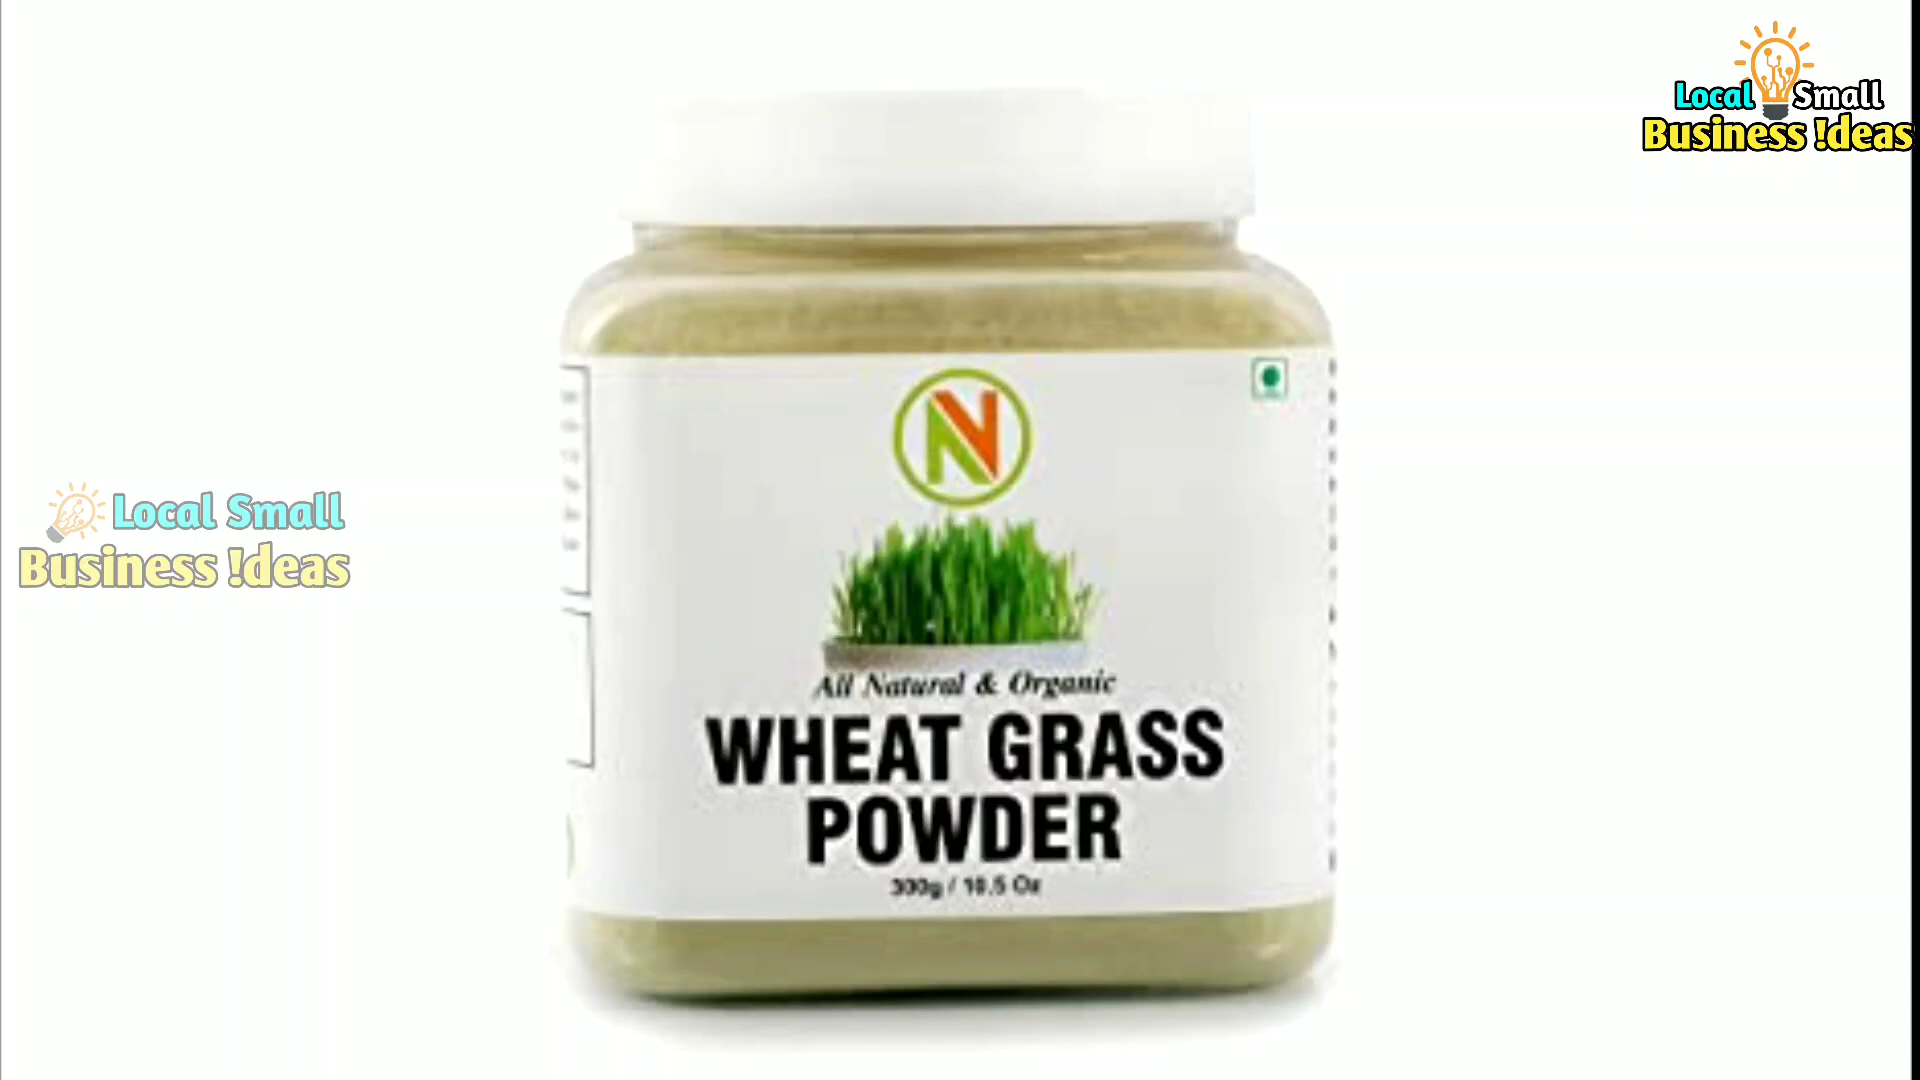 Local Small
Business !deas
Local Small
Business !deas
All Natural & Organic
WHEAT GRASS
POWDER
300g / 10.5 Oz